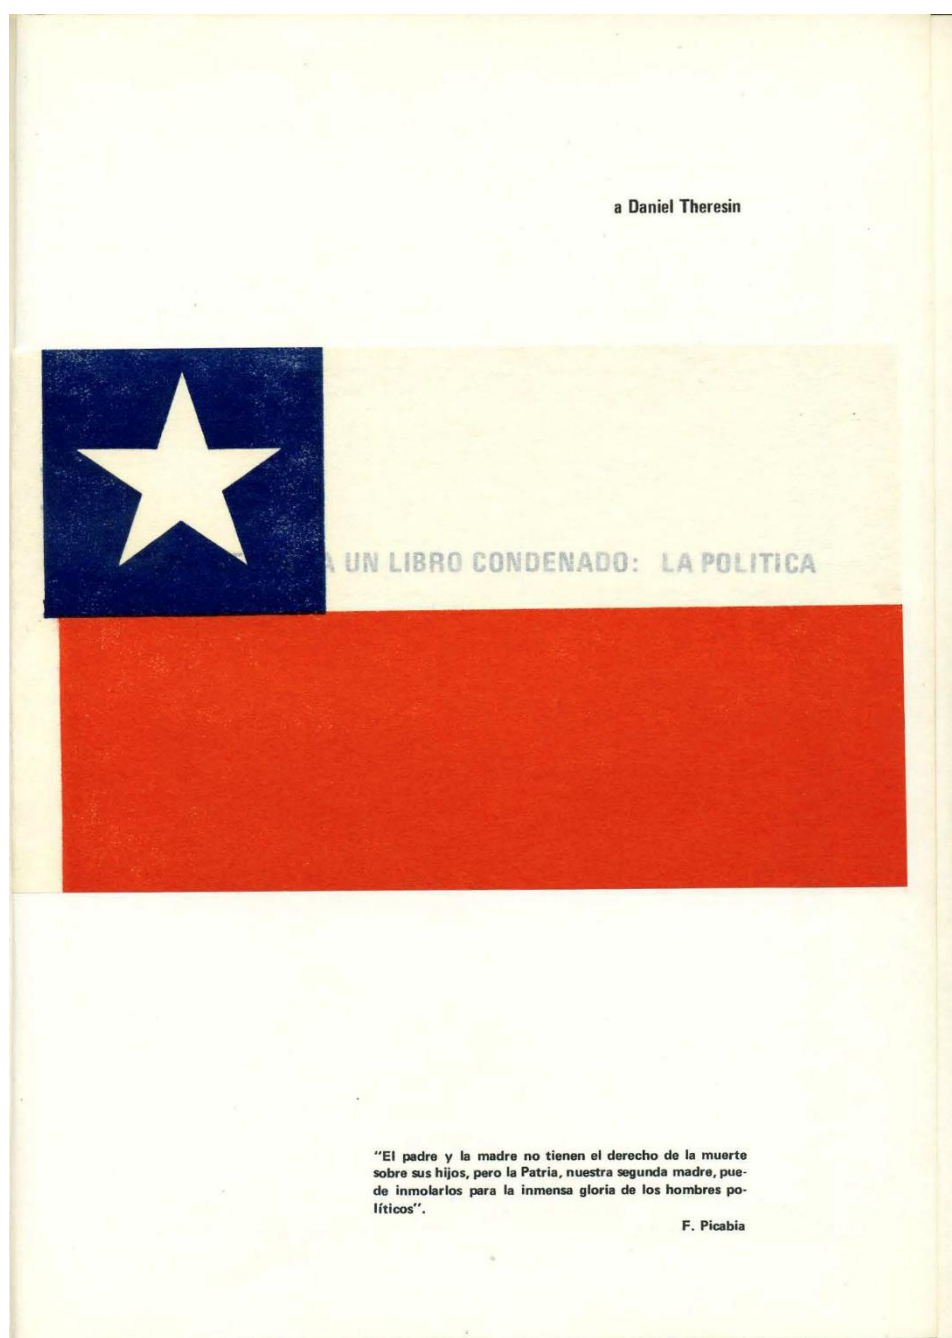 a Daniel Theresin
A UN LIBRO CONDENADO: LA POLITICA
"El padre y la madre no tienen el derecho de la muerte
sobre sus hijos, pero la Patria, nuestra segunda madre, pue-
de inmolarlos para la inmensa gloria de los hombres po-
líticos".
F. Picabia